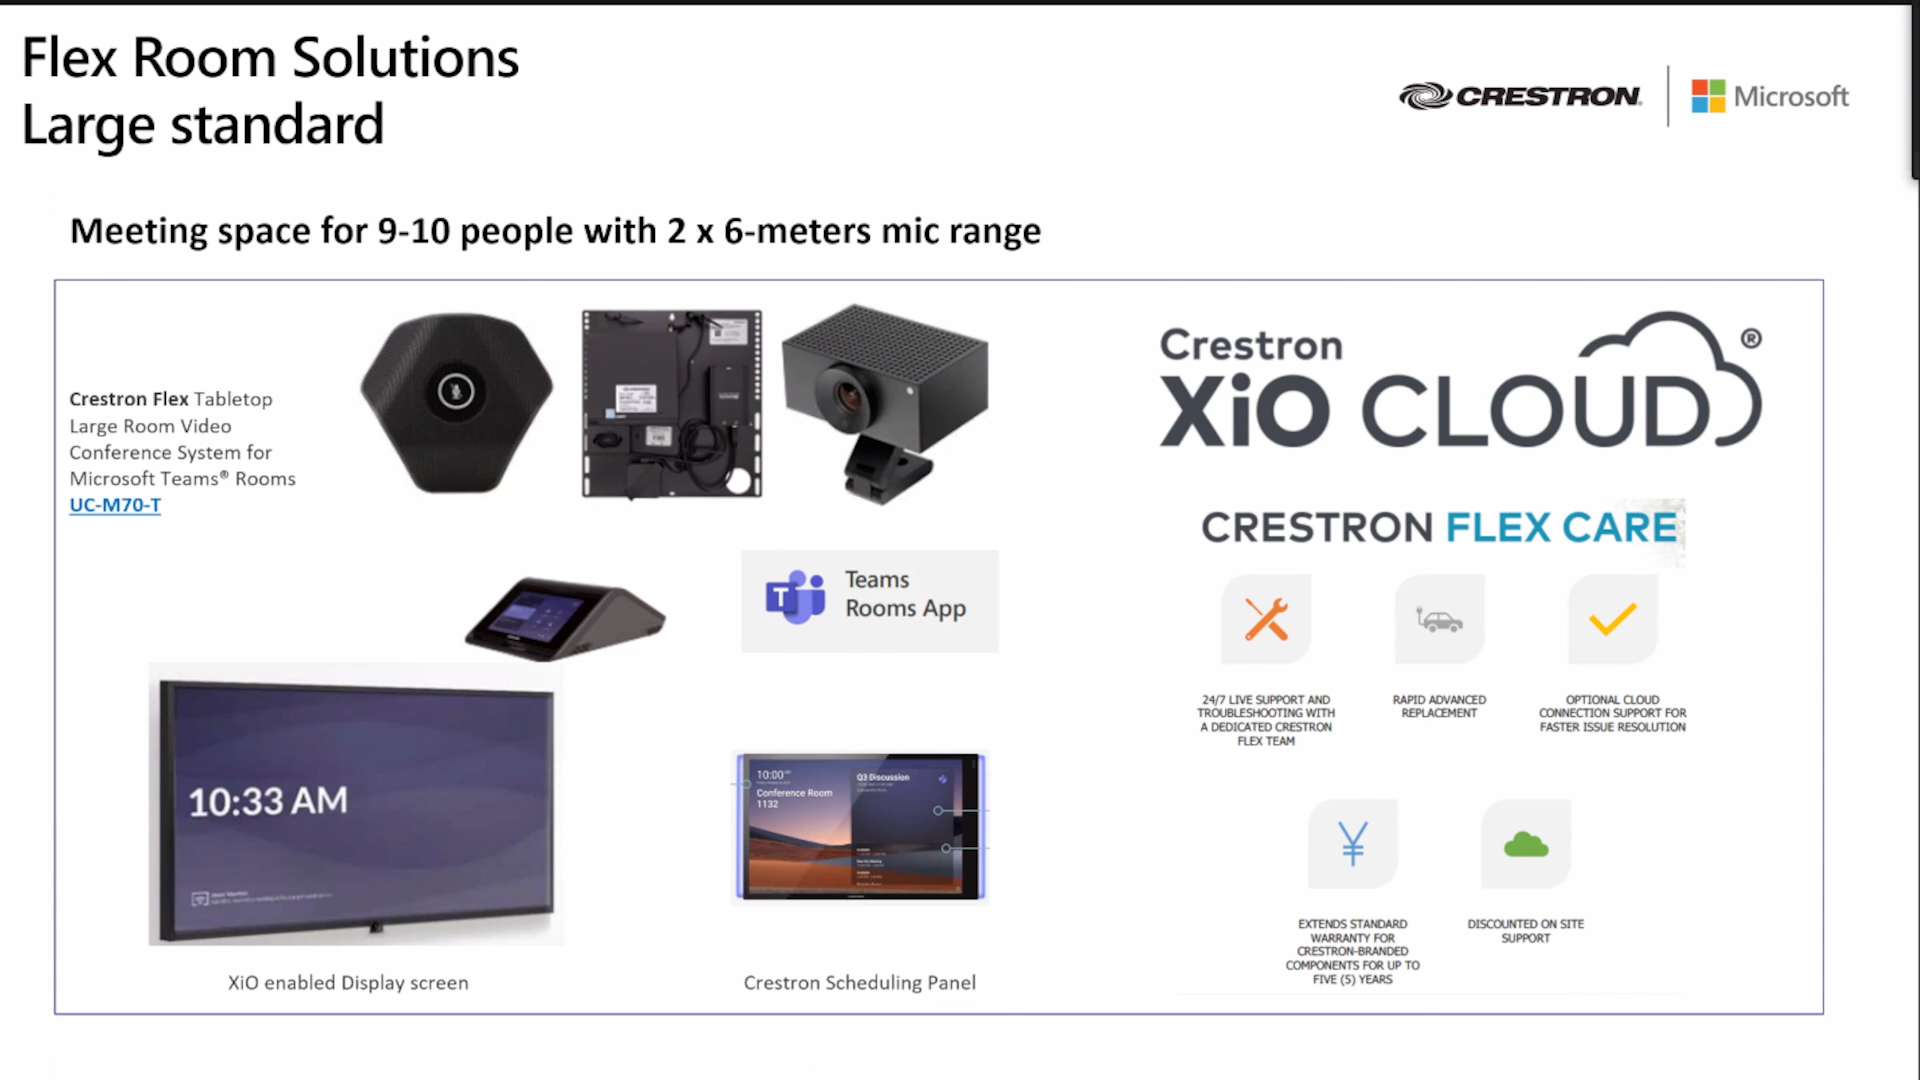 Flex Room Solutions
Large standard
CRESTRON
Microsoft
Meeting space for 9-10 people with 2 x 6-meters mic range
Crestron Flex Tabletop
Large Room Video
Conference System for
Microsoft Teams® Rooms
UC-M70-T
T
Teams
Rooms App
10:33 AM
XiO enabled Display screen
10:00 AM
Conference Room
1132
Q3 Discussion
Crestron Scheduling Panel
Crestron
XiO CLOUD®
CRESTRON FLEX CARE
24/7 LIVE SUPPORT AND
TROUBLESHOOTING WITH
A DEDICATED CRESTRON
FLEX TEAM
RAPID ADVANCED
REPLACEMENT
OPTIONAL CLOUD
CONNECTION SUPPORT FOR
FASTER ISSUE RESOLUTION
¥
EXTENDS STANDARD
WARRANTY FOR
CRESTRON-BRANDED
COMPONENTS FOR UP TO
FIVE (5) YEARS
DISCOUNTED ON SITE
SUPPORT